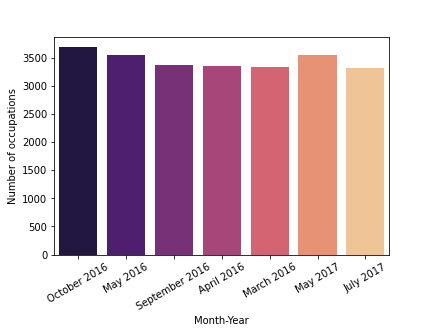 3500
3000
2500
2000
1500
1000
500
0
Number of occupations
October 2016
May 2016
September 2016
April 2016
March 2016
May 2017
July 2017
Month-Year